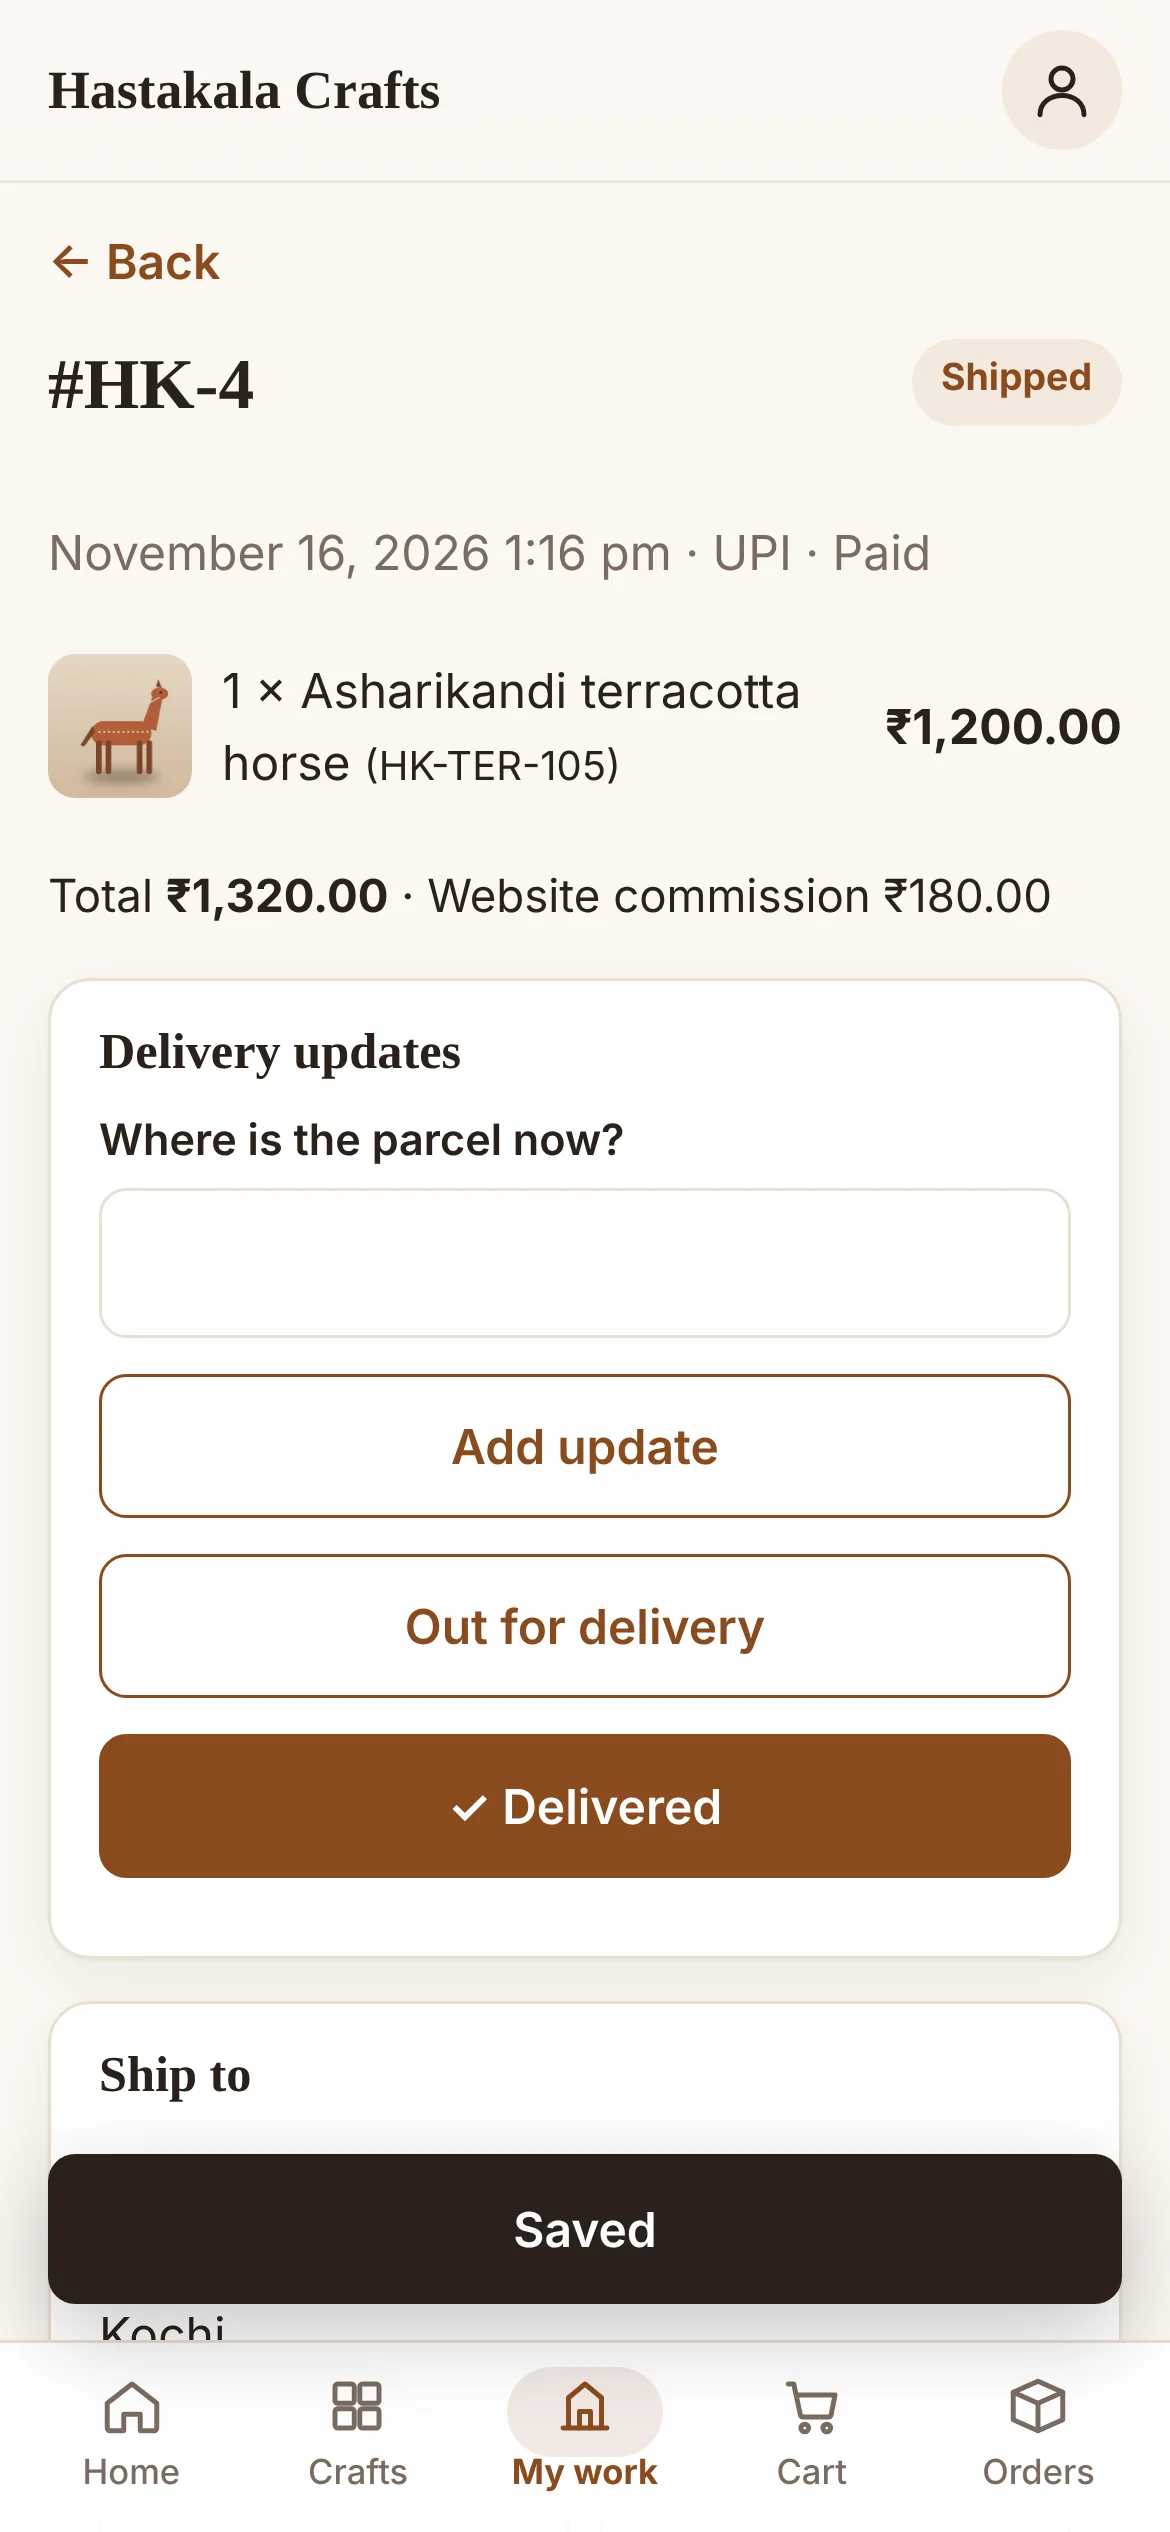 Hastakala Crafts
← Back
#HK-4
Shipped
November 16, 2026 1:16 pm · UPI · Paid
1 × Asharikandi terracotta
horse (HK-TER-105)
₹1,200.00
Total ₹1,320.00 · Website commission ₹180.00
Delivery updates
Where is the parcel now?
Add update
Out for delivery
✓ Delivered
Ship to
Saved
Kochi
Home
Crafts
My work
Cart
Orders